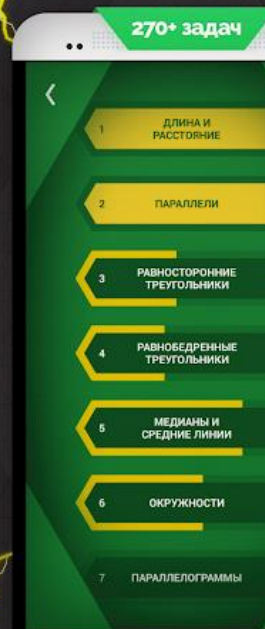 270+ задач
1 ДЛИНА И
РАССТОЯНИЕ
2 ПАРАЛЛЕЛИ
3 РАВНОСТОРОННИЕ
ТРЕУГОЛЬНИКИ
4 РАВНОБЕДРЕННЫЕ
ТРЕУГОЛЬНИКИ
5 МЕДИАНЫ И
СРЕДНИЕ ЛИНИИ
6 ОКРУЖНОСТИ
7 ПАРАЛЛЕЛОГРАММЫ